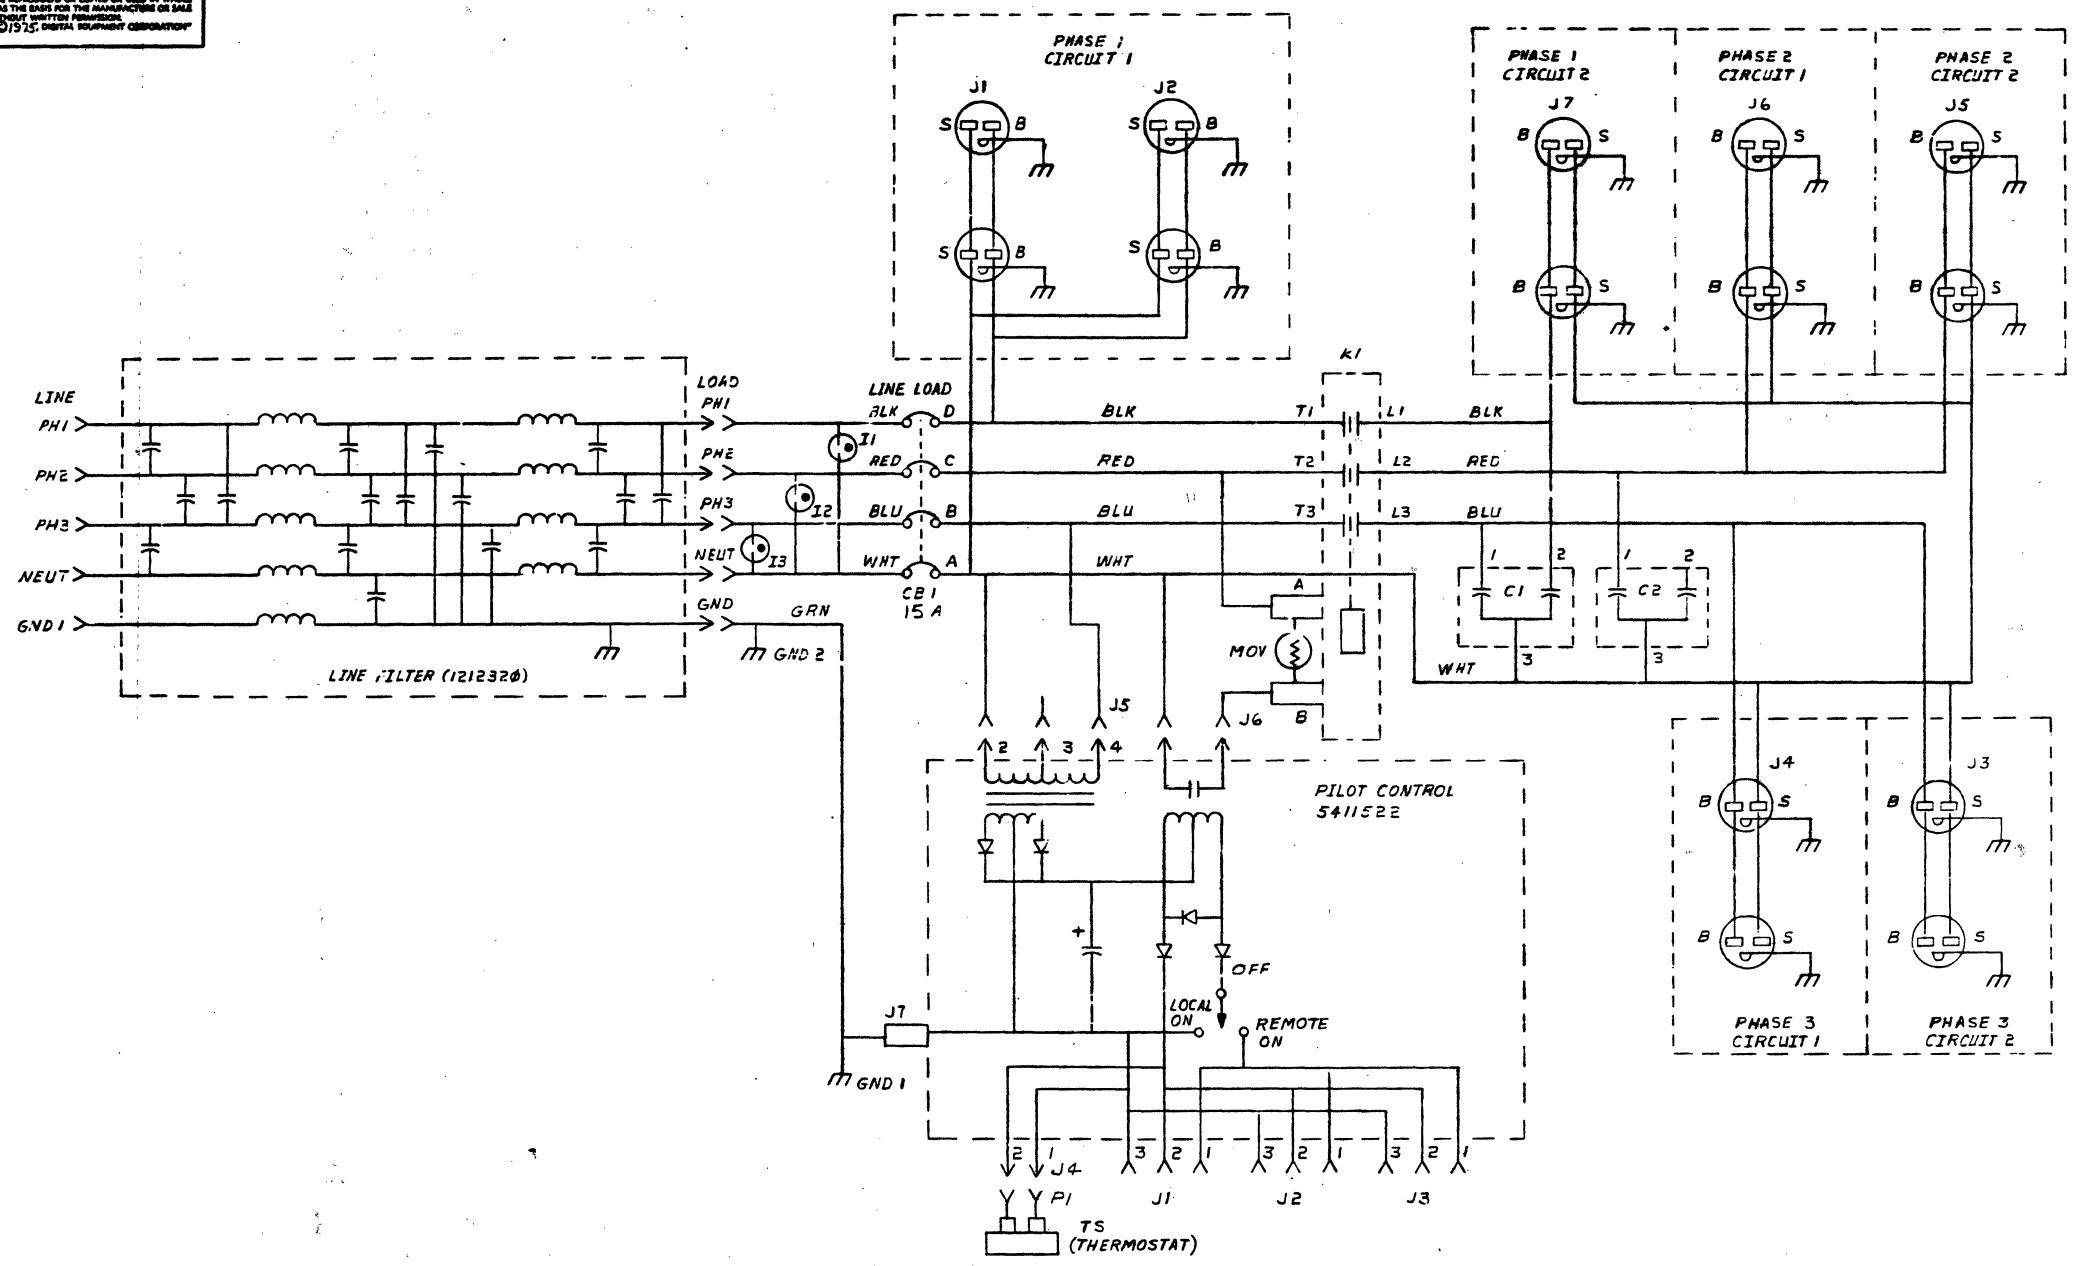 AS THE BASIS FOR THE MANUFACTURE OR SALE
WITHOUT WRITTEN PERMISSION.
©1975, DIGITAL EQUIPMENT CORPORATION"
PHASE 1
CIRCUIT 1
J1
J2
S B
S B
S B
S B
PHASE 1
CIRCUIT 2
J7
PHASE 2
CIRCUIT 1
J6
PHASE 2
CIRCUIT 2
J5
B S
B S
B S
B S
B S
B S
LINE
PH1
PH2
PH3
NEUT
GND 1
LINE FILTER (1212320)
LOAD
PH1
PH2
PH3
NEUT
GND
I1
I2
I3
GRN
GND 2
LINE LOAD
BLK D
RED C
BLU B
WHT A
CB 1
15 A
BLK
RED
BLU
WHT
K1
T1 L1
T2 L2
T3 L3
BLK
RED
BLU
A
MOV
B
1 2
C1
3
1 2
C2
3
WHT
J5
J6
2 3 4
PILOT CONTROL
5411522
+
OFF
LOCAL
ON
REMOTE
ON
J7
GND 1
2 1
J4
P1
TS
(THERMOSTAT)
3 2 1
J1
3 2 1
J2
3 2 1
J3
J4
B S
B S
PHASE 3
CIRCUIT 1
J3
B S
B S
PHASE 3
CIRCUIT 2